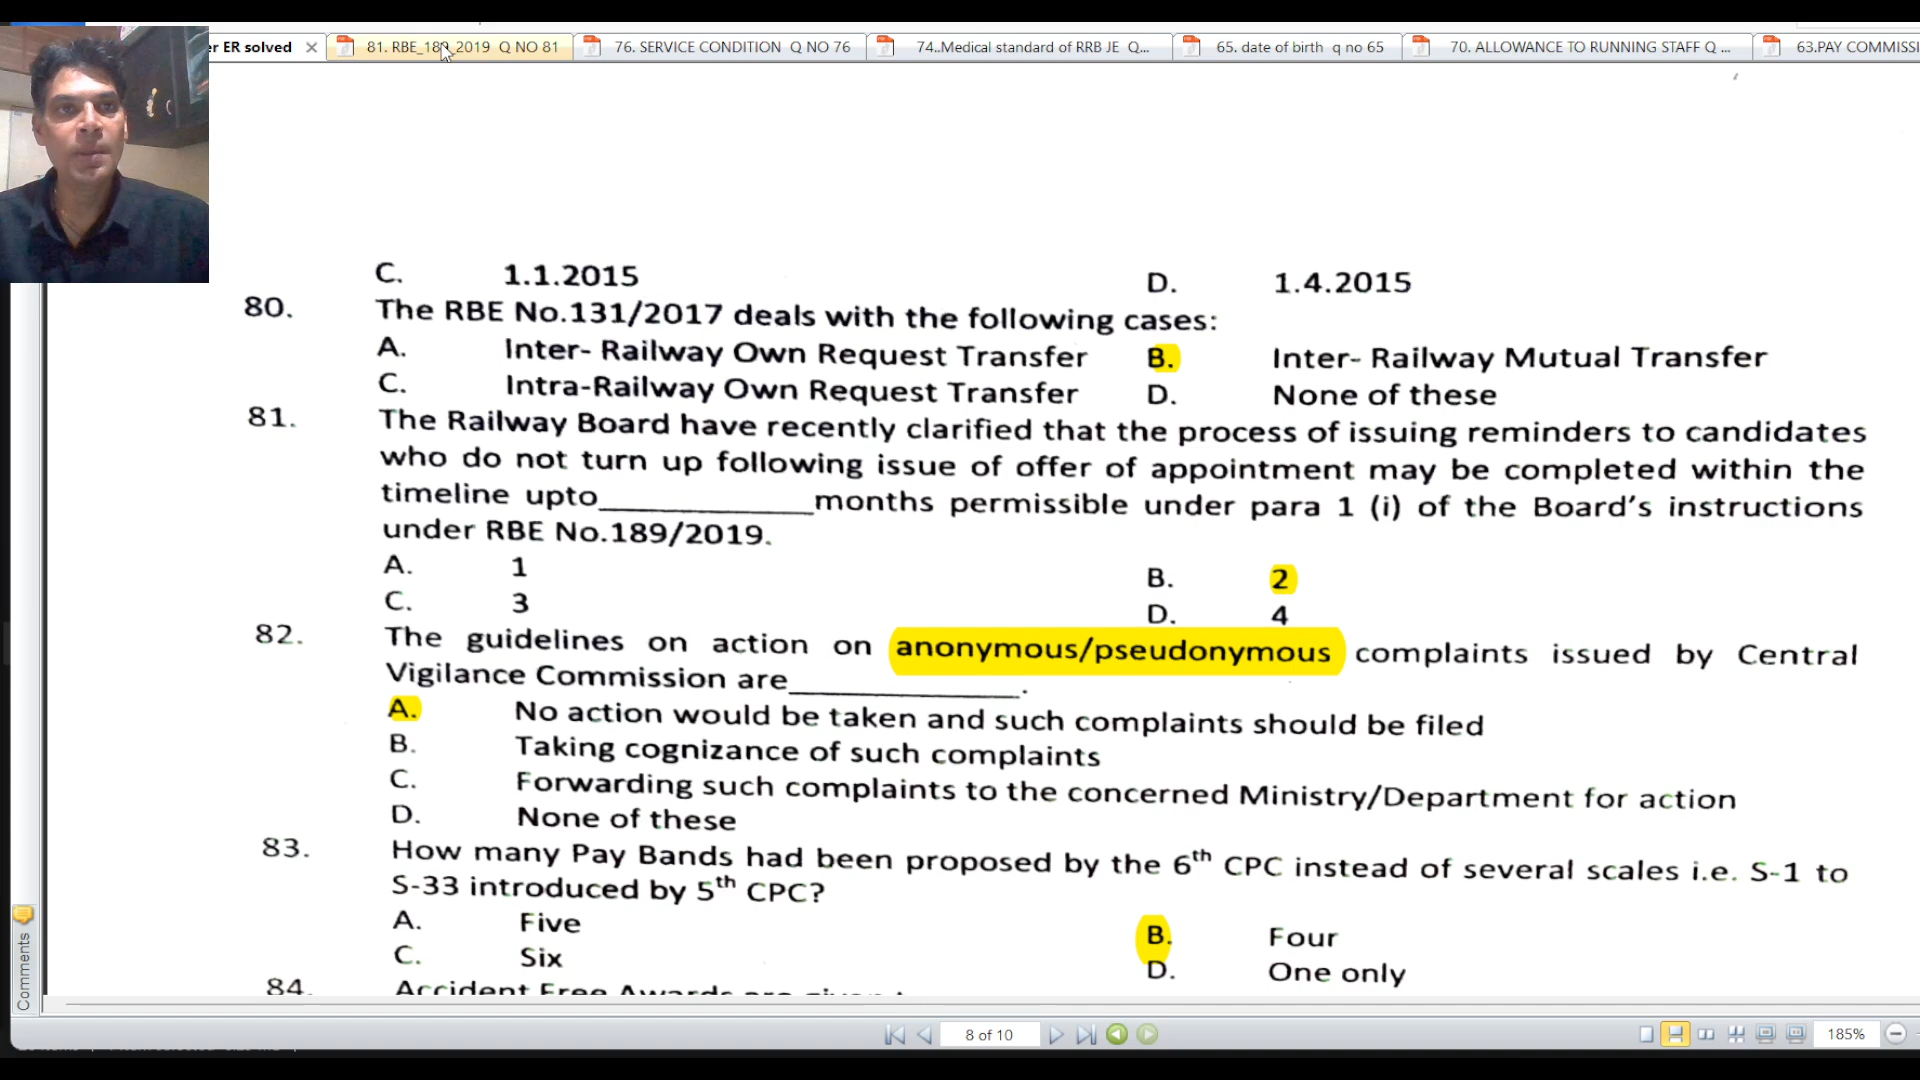 er ER solved
81. RBE_189_2019 Q NO 81
76. SERVICE CONDITION Q NO 76
74..Medical standard of RRB JE Q...
65. date of birth q no 65
70. ALLOWANCE TO RUNNING STAFF Q ...
63.PAY COMMISSI
C. 1.1.2015 D. 1.4.2015
80. The RBE No.131/2017 deals with the following cases:
A. Inter- Railway Own Request Transfer B. Inter- Railway Mutual Transfer
C. Intra-Railway Own Request Transfer D. None of these
81. The Railway Board have recently clarified that the process of issuing reminders to candidates
who do not turn up following issue of offer of appointment may be completed within the
timeline upto____________months permissible under para 1 (i) of the Board's instructions
under RBE No.189/2019.
A. 1 B. 2
C. 3 D. 4
82. The guidelines on action on anonymous/pseudonymous complaints issued by Central
Vigilance Commission are_____________.
A. No action would be taken and such complaints should be filed
B. Taking cognizance of such complaints
C. Forwarding such complaints to the concerned Ministry/Department for action
D. None of these
83. How many Pay Bands had been proposed by the 6th CPC instead of several scales i.e. S-1 to
S-33 introduced by 5th CPC?
A. Five B. Four
C. Six D. One only
84. Accident Free Awards are given
Comments
8 of 10
185%